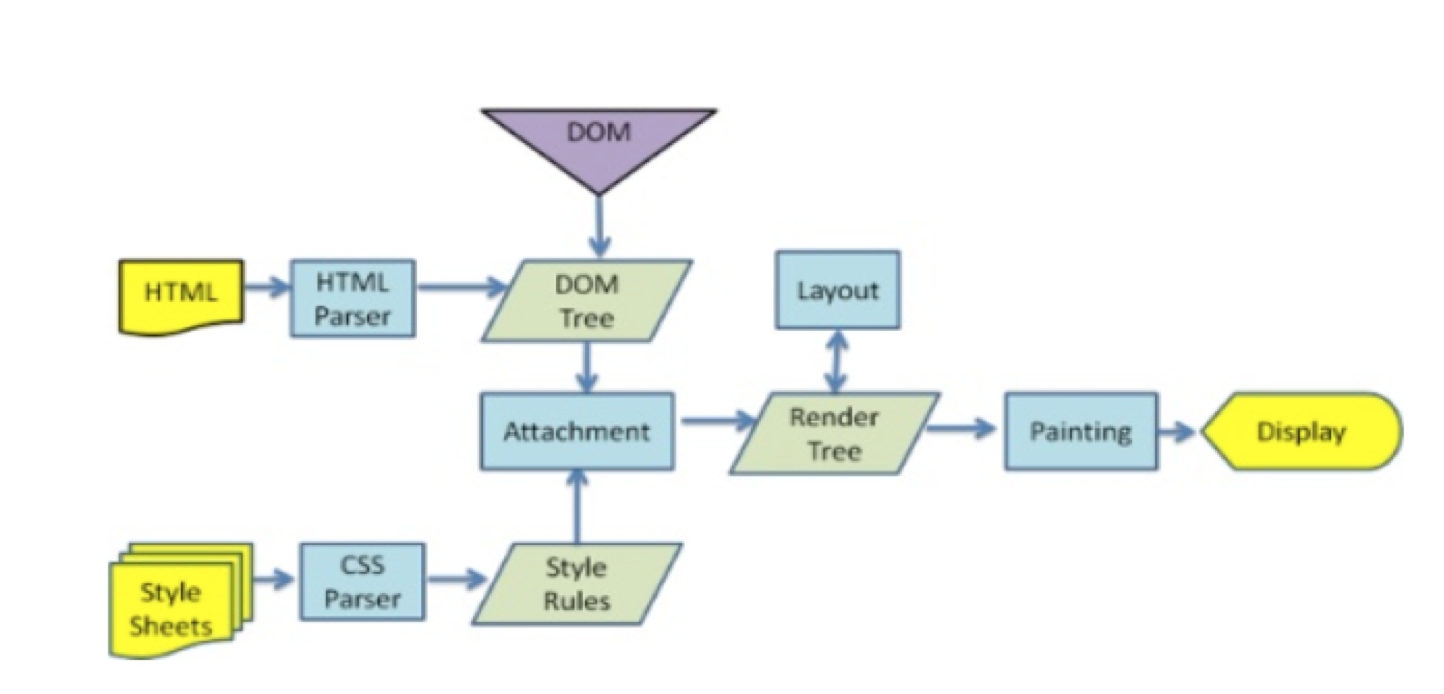 DOM
HTML
HTML
Parser
DOM
Tree
Layout
Attachment
Render
Tree
Painting
Display
Style
Sheets
CSS
Parser
Style
Rules